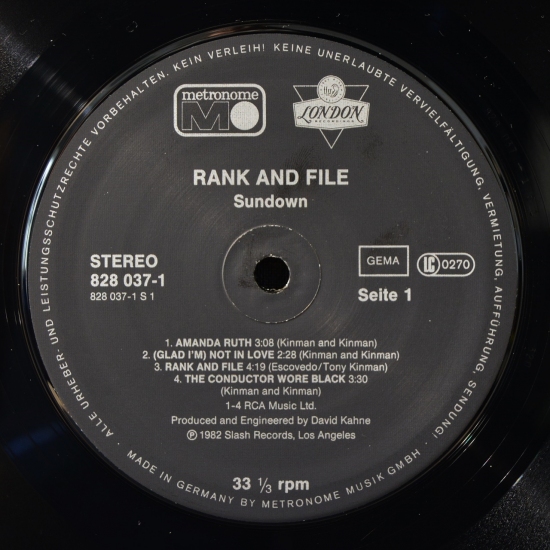 ALLE URHEBER- UND LEISTUNGSSCHUTZRECHTE VORBEHALTEN. KEIN VERLEIH! KEINE UNERLAUBTE VERVIELFÄLTIGUNG, VERMIETUNG, AUFFÜHRUNG, SENDUNG!
metronome
M
LONDON
RECORDINGS
RANK AND FILE
Sundown
STEREO
828 037-1
828 037-1 S 1
GEMA
LC 0270
Seite 1
1. AMANDA RUTH 3:08 (Kinman and Kinman)
2. (GLAD I'M) NOT IN LOVE 2:28 (Kinman and Kinman)
3. RANK AND FILE 4:19 (Escovedo/Tony Kinman)
4. THE CONDUCTOR WORE BLACK 3:30
(Kinman and Kinman)
1-4 RCA Music Ltd.
Produced and Engineered by David Kahne
℗ 1982 Slash Records, Los Angeles
33 1/3 rpm
· MADE IN GERMANY BY METRONOME MUSIK GMBH ·